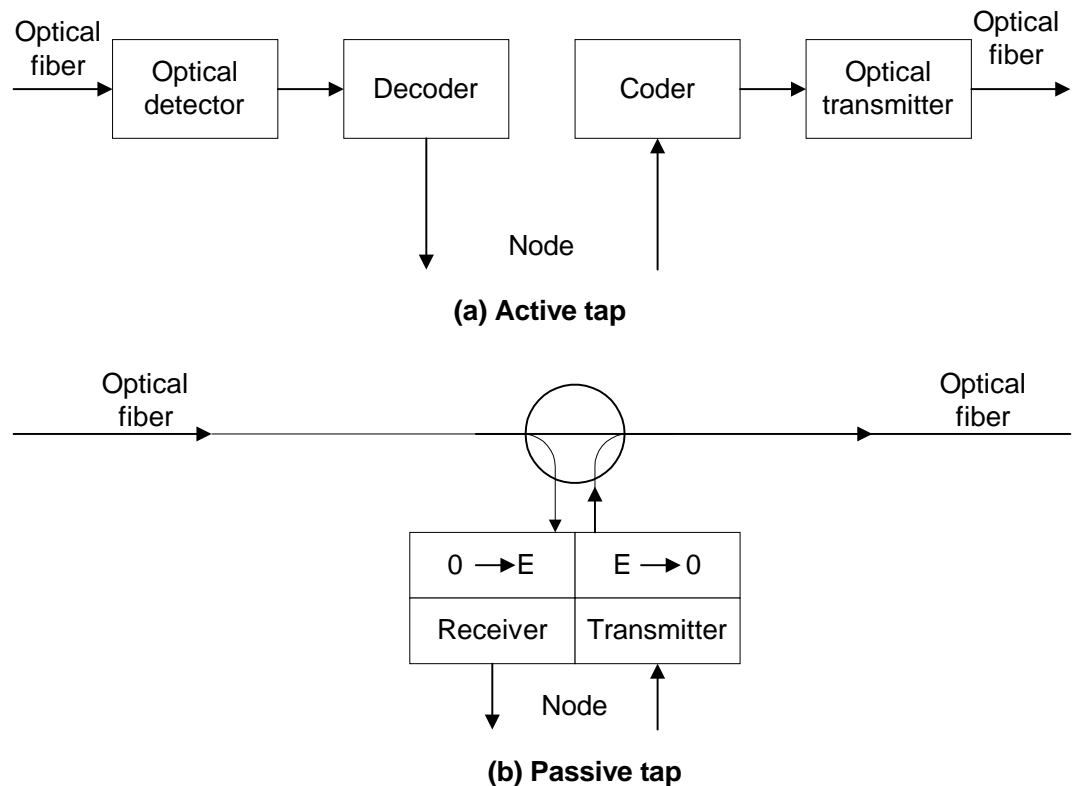 Optical
fiber
Optical
detector
Decoder
Coder
Optical
transmitter
Optical
fiber
Node
(a) Active tap
Optical
fiber
Optical
fiber
0 → E
E → 0
Receiver
Transmitter
Node
(b) Passive tap